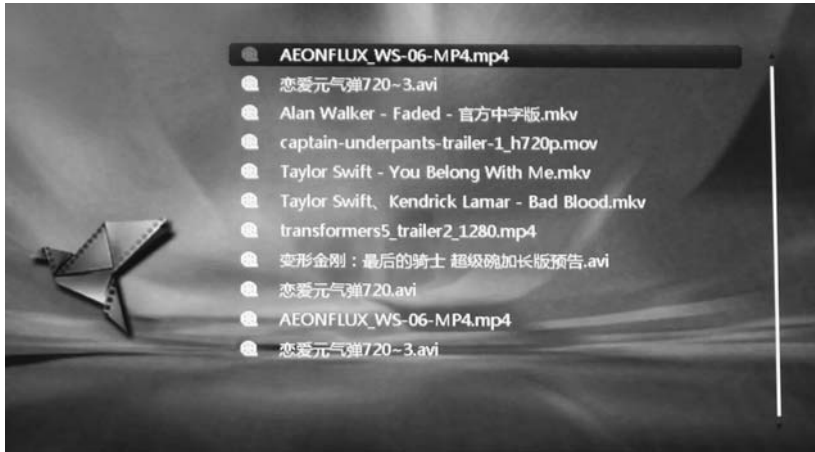 AEONFLUX_WS-06-MP4.mp4
恋爱元气弹720~3.avi
Alan Walker - Faded - 官方中字版.mkv
captain-underpants-trailer-1_h720p.mov
Taylor Swift - You Belong With Me.mkv
Taylor Swift、Kendrick Lamar - Bad Blood.mkv
transformers5_trailer2_1280.mp4
变形金刚：最后的骑士 超级碗加长版预告.avi
恋爱元气弹720.avi
AEONFLUX_WS-06-MP4.mp4
恋爱元气弹720~3.avi